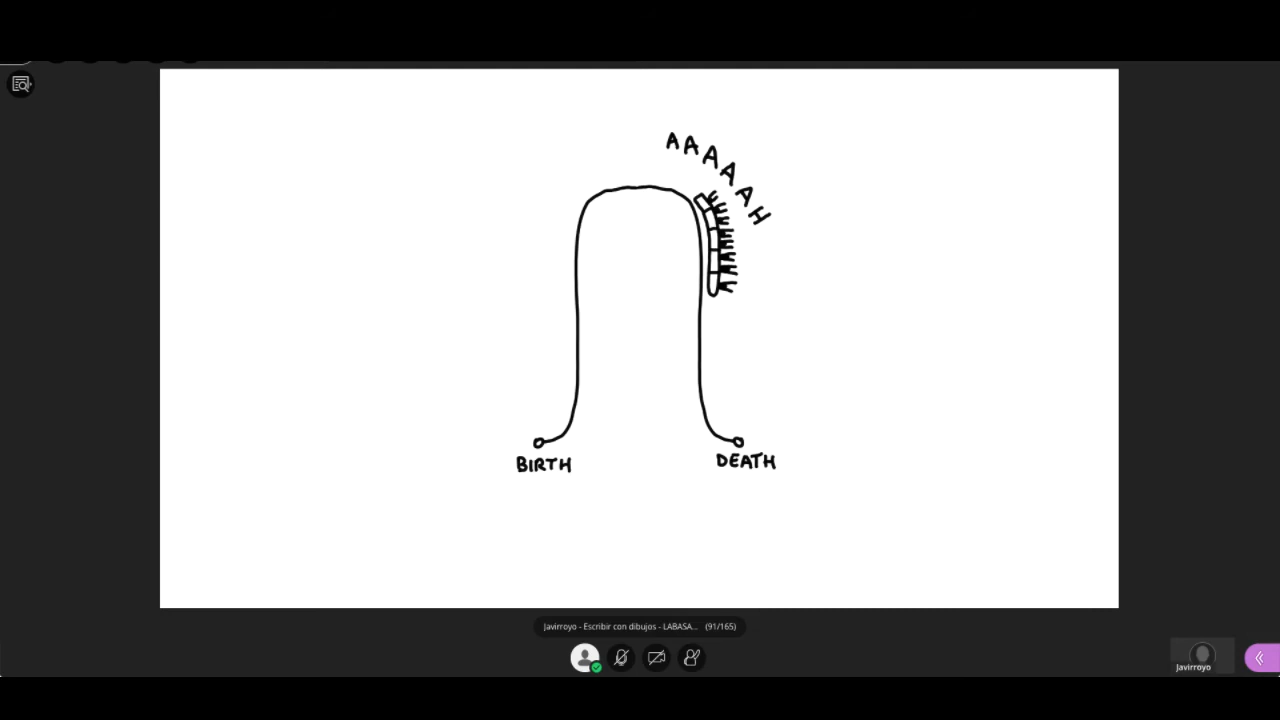 AAAAAH
BIRTH
DEATH
Javirroyo - Escribir con dibujos - LABASA... (91/165)
Javirroyo